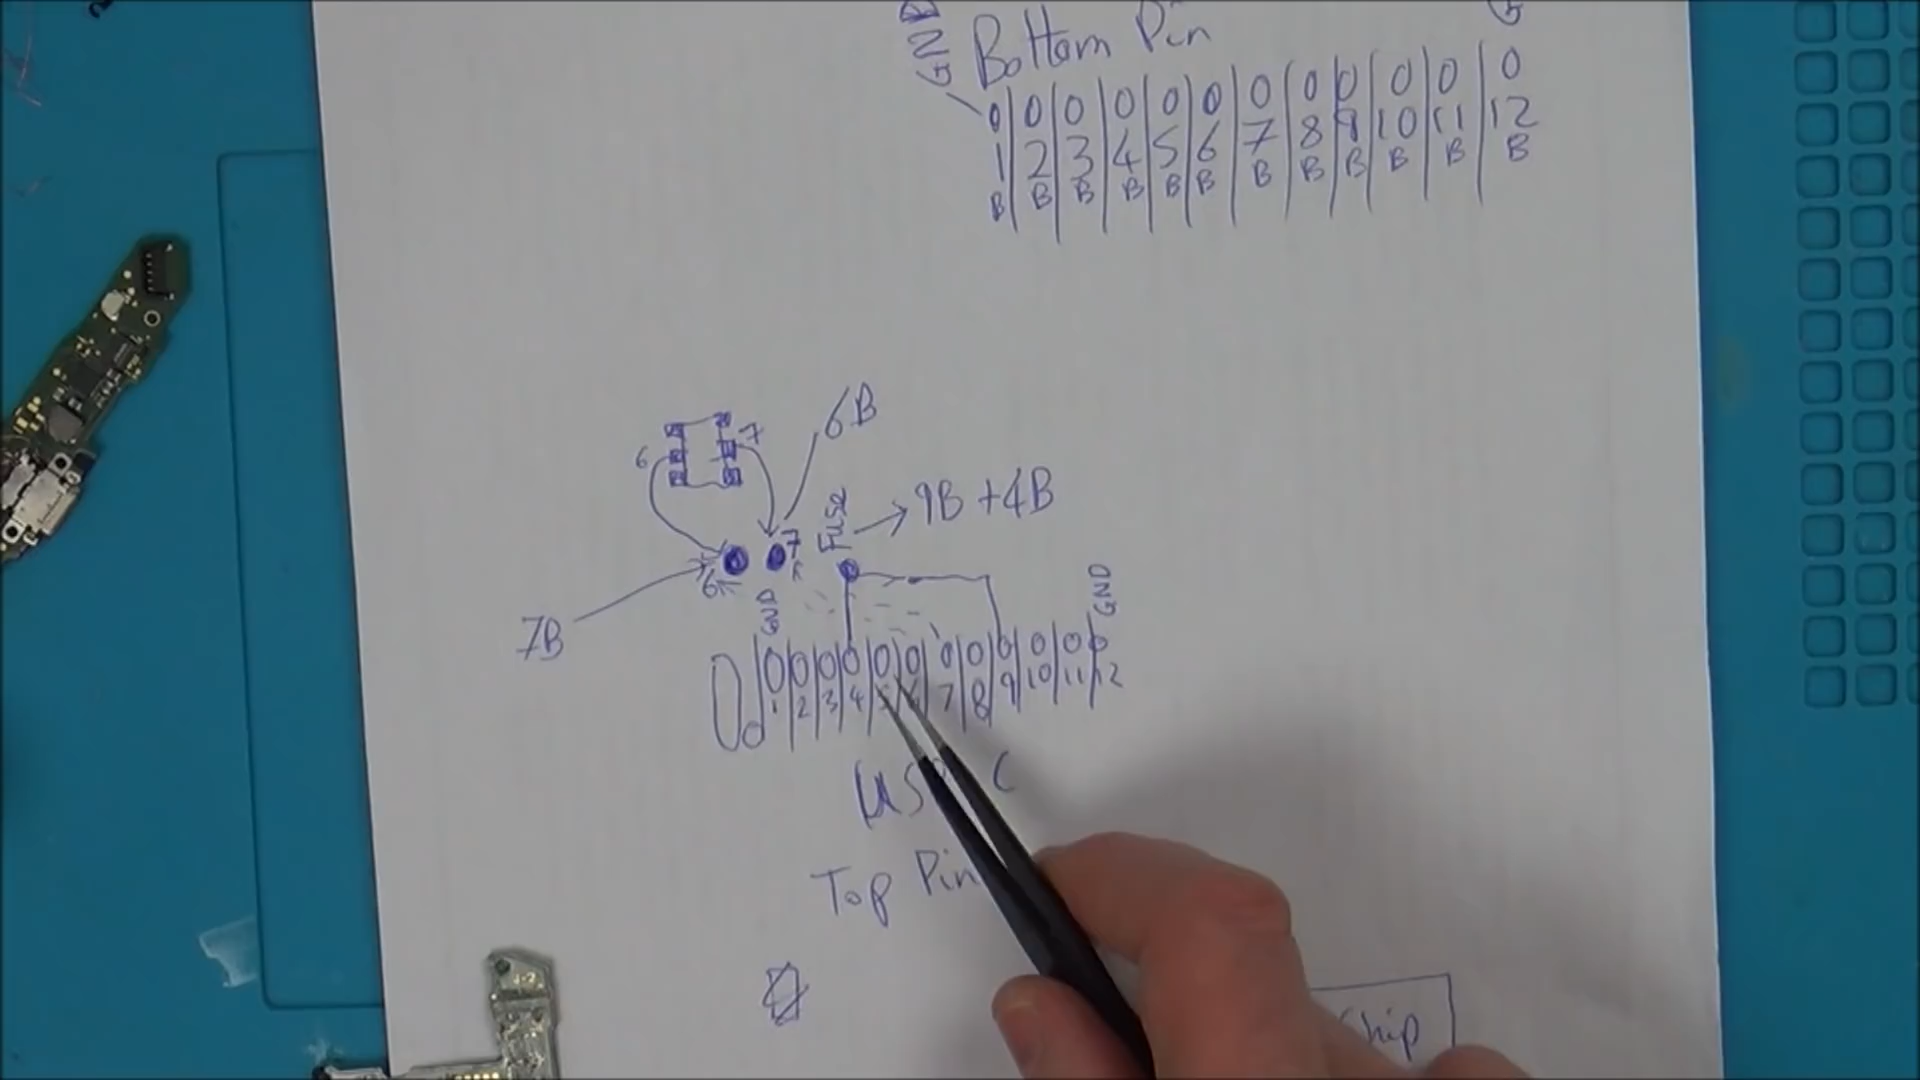 GND
Bottom Pin
0 0 0 0 0 0 0 0 0 0 0 0
1 2 3 4 5 6 7 8 9 10 11 12
B B B B B B B B B B B B
6B
6
7
Fuse
9B + 4B
7
6
GND
GND
7B
0 0 0 0 0 0 0 0 0 0 0 0
1 2 3 4 5 6 7 8 9 10 11 12
C
Top Pin
Chip